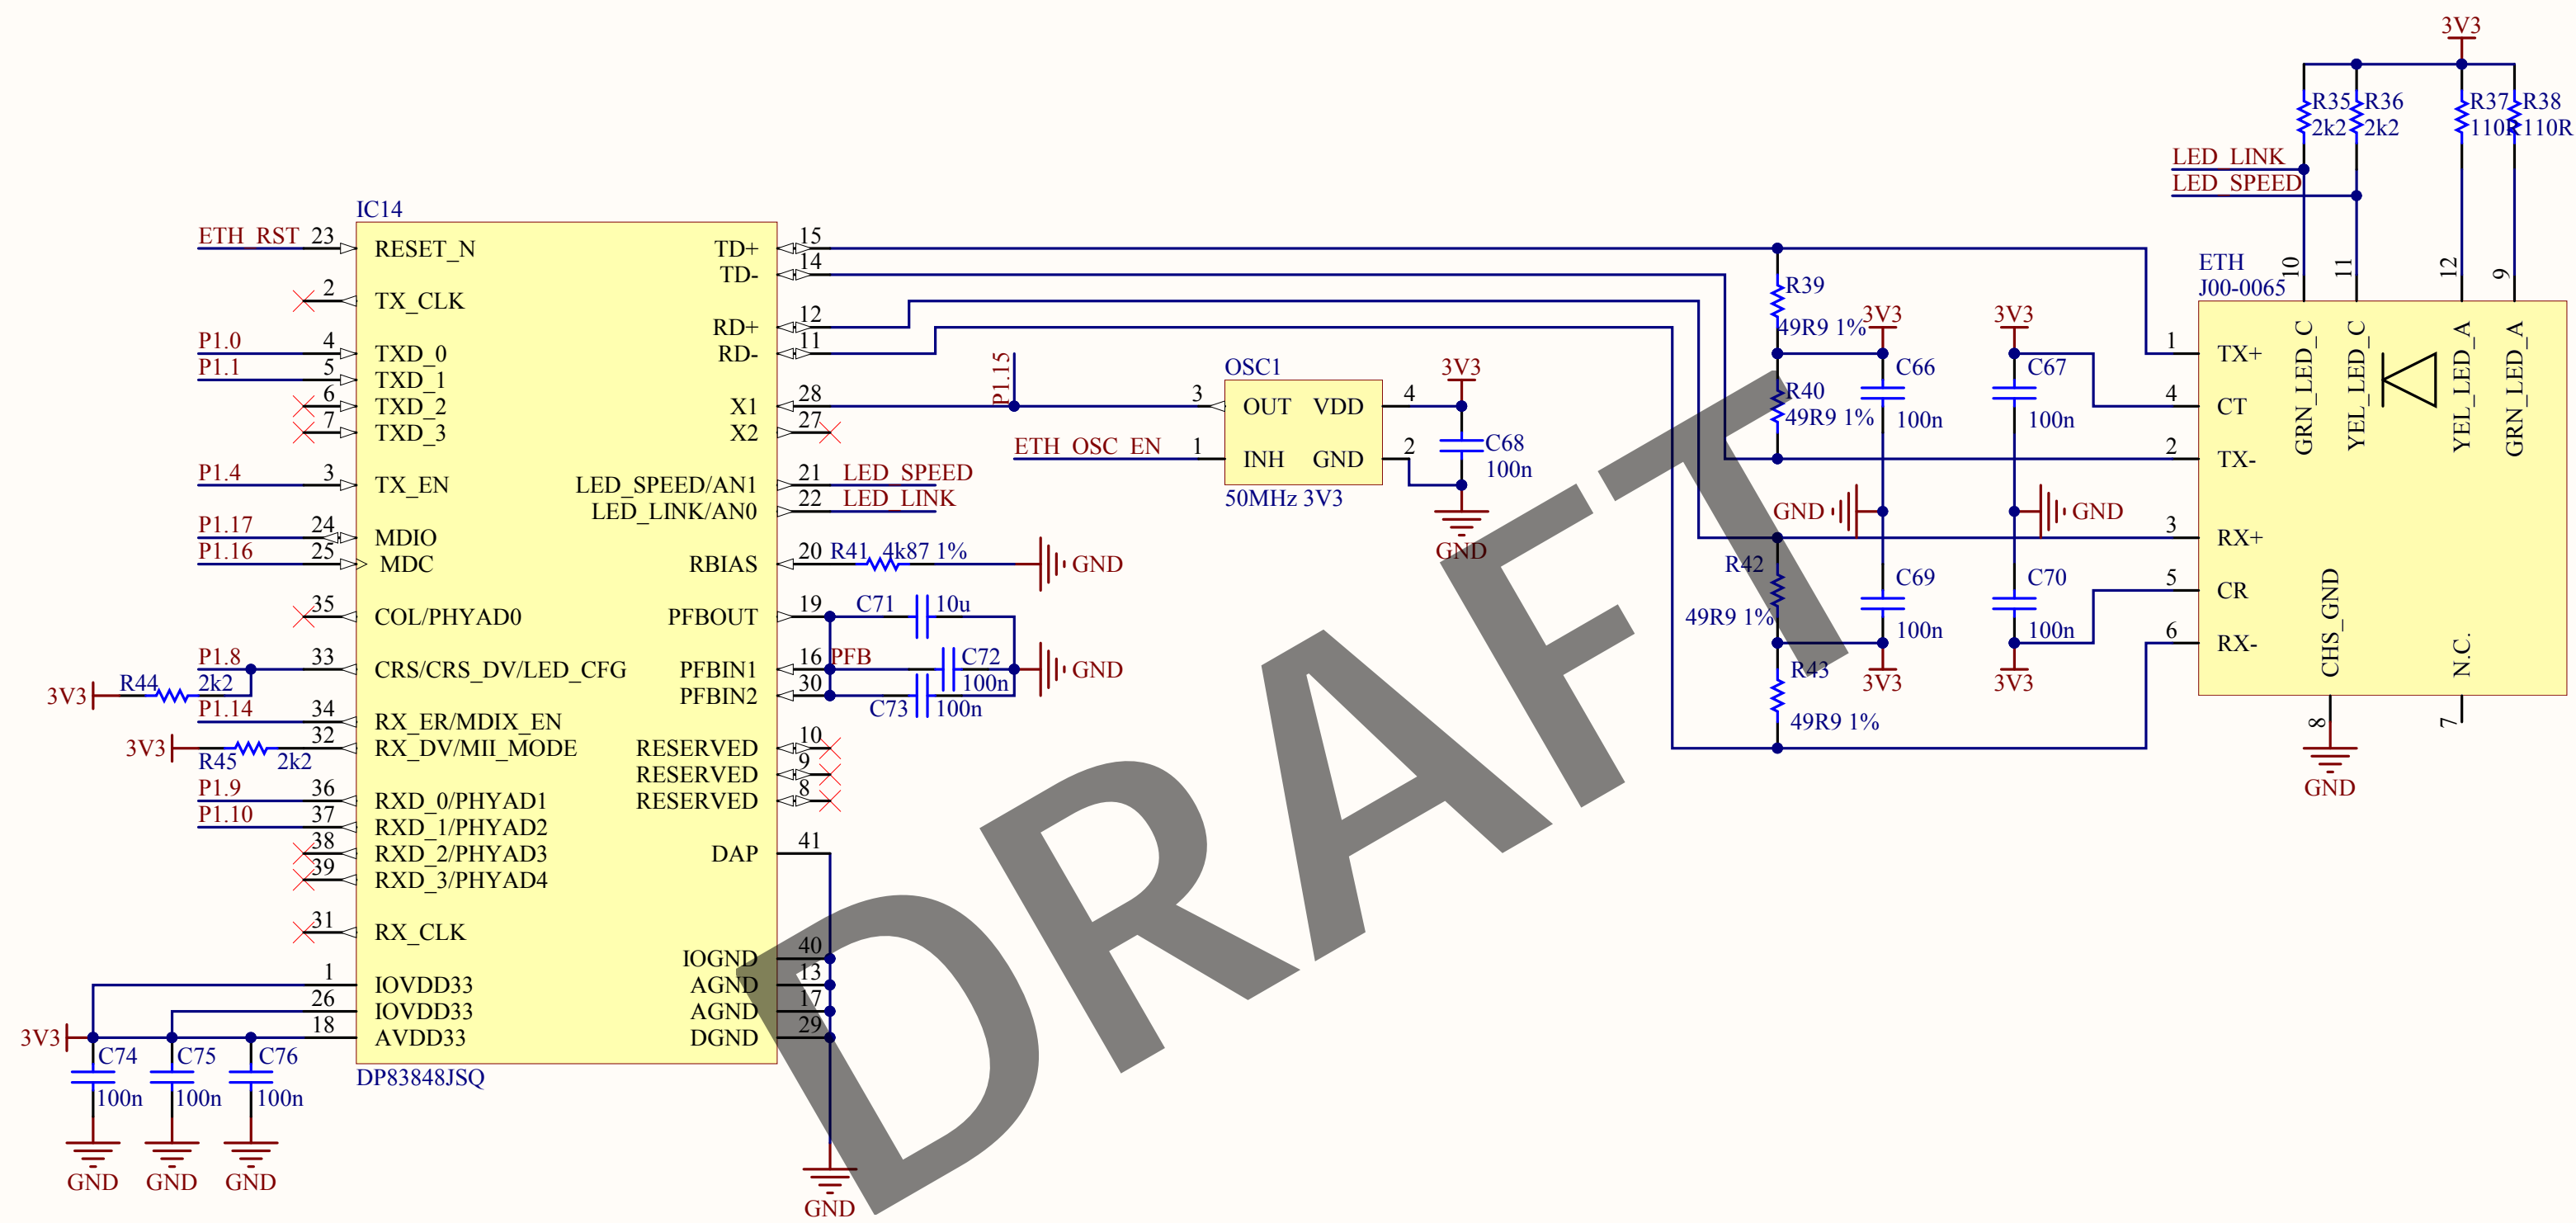 3V3
R35
2k2
R36
2k2
R37
110R
R38
110R
LED_LINK
LED_SPEED
IC14
ETH_RST 23 RESET_N
2 TX_CLK
P1.0 4 TXD_0
P1.1 5 TXD_1
6 TXD_2
7 TXD_3
P1.4 3 TX_EN
P1.17 24 MDIO
P1.16 25 MDC
35 COL/PHYAD0
P1.8 33 CRS/CRS_DV/LED_CFG
3V3 R44 2k2
P1.14 34 RX_ER/MDIX_EN
3V3 R45 2k2 32 RX_DV/MII_MODE
P1.9 36 RXD_0/PHYAD1
P1.10 37 RXD_1/PHYAD2
38 RXD_2/PHYAD3
39 RXD_3/PHYAD4
31 RX_CLK
1 IOVDD33
26 IOVDD33
3V3 18 AVDD33
C74
100n
C75
100n
C76
100n
GND
GND
GND
DP83848JSQ
TD+ 15
TD- 14
RD+ 12
RD- 11
X1 28
X2 27
LED_SPEED/AN1 21 LED_SPEED
LED_LINK/AN0 22 LED_LINK
RBIAS 20 R41 4k87 1% GND
PFBOUT 19 C71 10u
PFBIN1 16 PFB C72 100n GND
PFBIN2 30 C73 100n
RESERVED 10
RESERVED 9
RESERVED 8
DAP 41
IOGND 40
AGND 13
AGND 17
DGND 29
GND
P1.15
ETH_OSC_EN
OSC1
3 OUT VDD 4
1 INH GND 2
50MHz 3V3
3V3
C68
100n
GND
R39
49R9 1%
R40
49R9 1%
R42
49R9 1%
R43
49R9 1%
3V3
C66
100n
GND
C69
100n
3V3
3V3
C67
100n
GND
C70
100n
3V3
ETH
J00-0065
10 GRN_LED_C
11 YEL_LED_C
12 YEL_LED_A
9 GRN_LED_A
1 TX+
4 CT
2 TX-
3 RX+
5 CR
6 RX-
CHS_GND 8
N.C. 7
GND
DRAFT